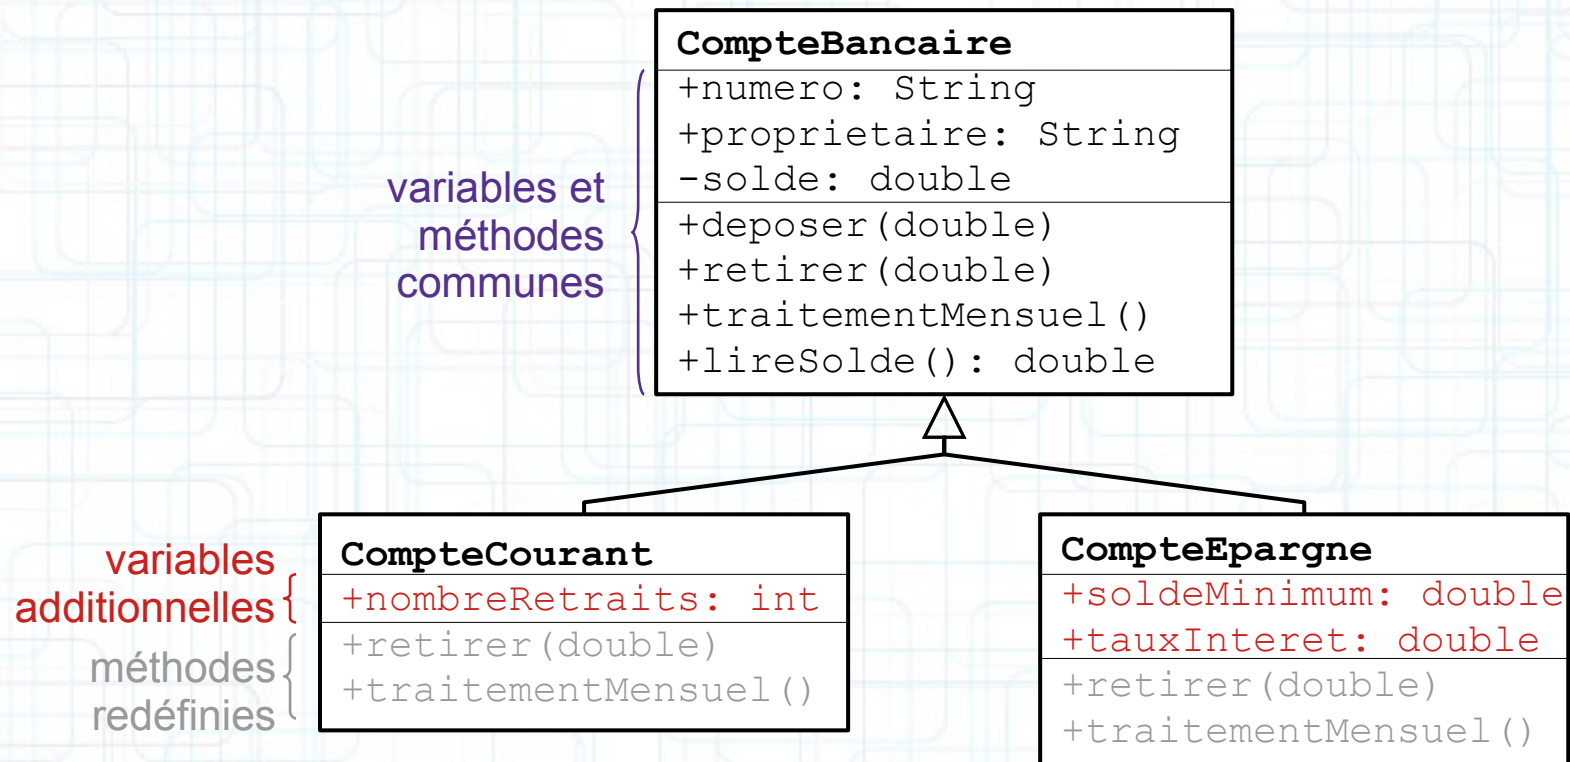 CompteBancaire
+numero: String
+proprietaire: String
-solde: double
+deposer(double)
+retirer(double)
+traitementMensuel()
+lireSolde(): double
variables et
méthodes
communes
variables
additionnelles
méthodes
redéfinies
CompteCourant
+nombreRetraits: int
+retirer(double)
+traitementMensuel()
CompteEpargne
+soldeMinimum: double
+tauxInteret: double
+retirer(double)
+traitementMensuel()